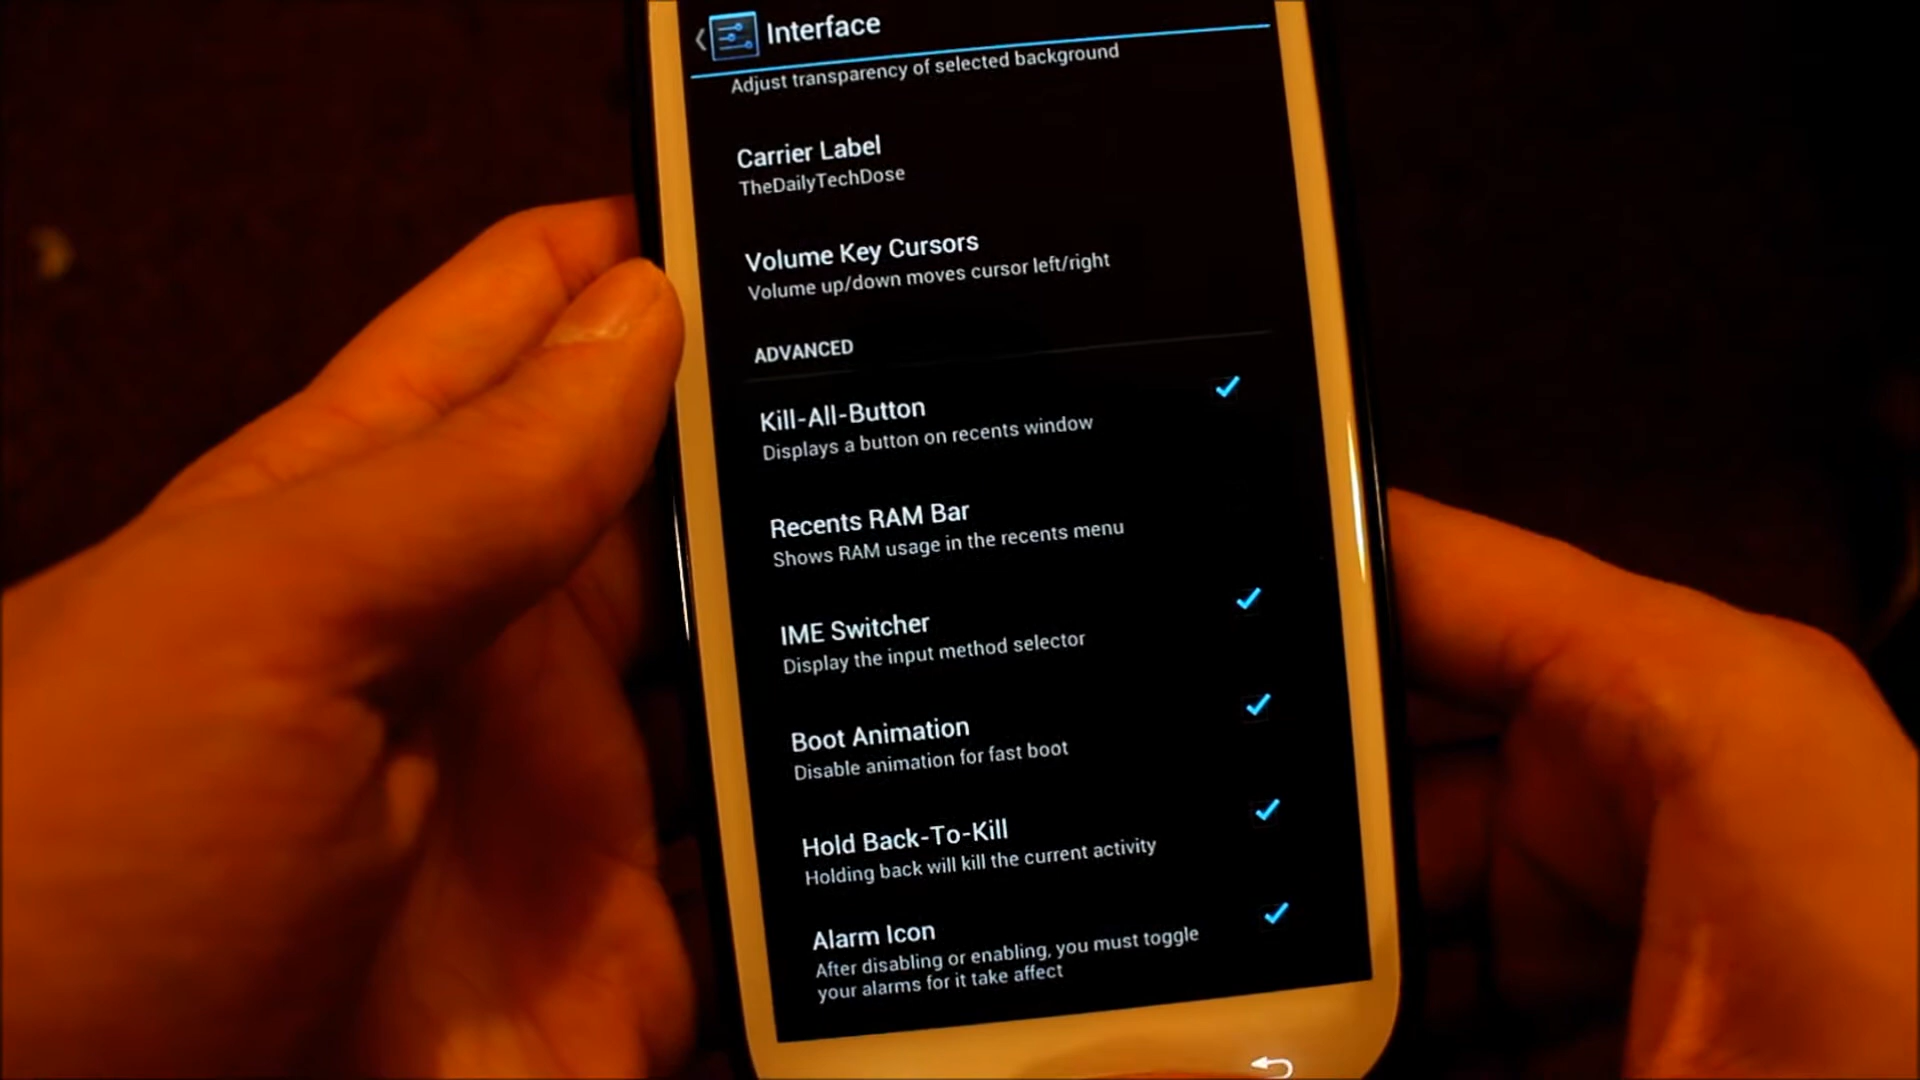 Interface
Adjust transparency of selected background
Carrier Label
TheDailyTechDose
Volume Key Cursors
Volume up/down moves cursor left/right
ADVANCED
Kill-All-Button
Displays a button on recents window
Recents RAM Bar
Shows RAM usage in the recents menu
IME Switcher
Display the input method selector
Boot Animation
Disable animation for fast boot
Hold Back-To-Kill
Holding back will kill the current activity
Alarm Icon
After disabling or enabling, you must toggle
your alarms for it take affect